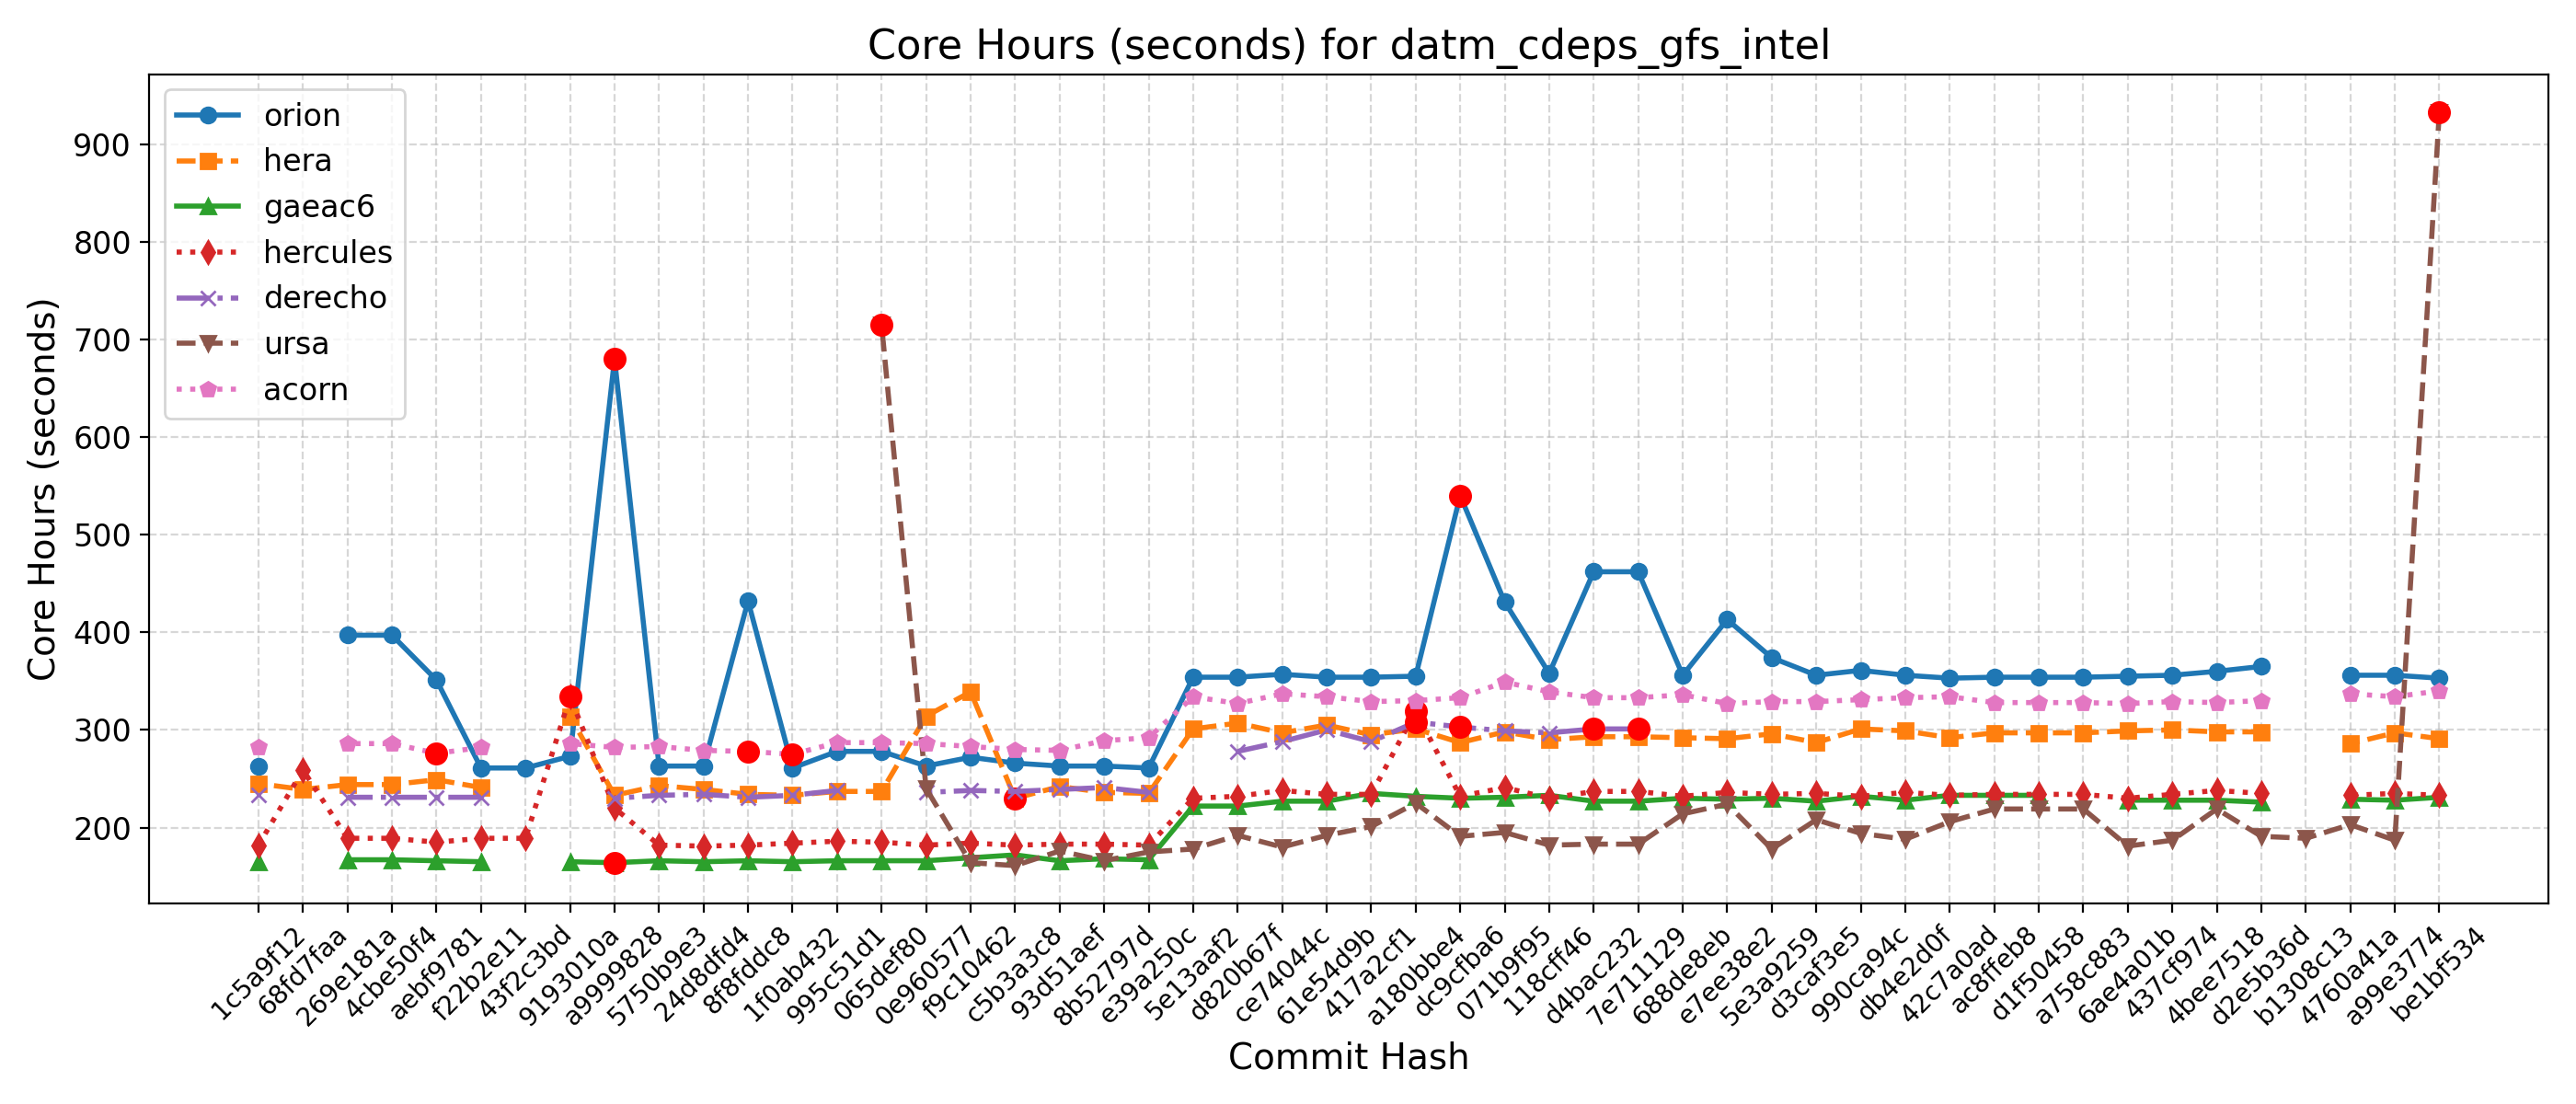 Core Hours (seconds) for datm_cdeps_gfs_intel
orion
hera
gaeac6
hercules
derecho
ursa
acorn
Core Hours (seconds)
900
800
700
600
500
400
300
200
1c5a9f12
68fd7faa
269e181a
4cbe50f4
aebf9781
f22b2e11
43f2c3bd
9193010a
a9999828
5750b9e3
24d8dfd4
8f8fddc8
1f0ab432
995c51d1
065def80
0e960577
f9c10462
c5b3a3c8
93d51aef
8b52797d
e39a250c
5e13aaf2
d820b67f
ce74044c
61e54d9b
417a2cf1
a180bbe4
dc9cfba6
071b9f95
118cff46
d4bac232
7e711129
688de8eb
e7ee38e2
5e3a9259
d3caf3e5
990ca94c
db4e2d0f
42c7a0ad
ac8ffeb8
d1f50458
a758c883
6ae4a01b
437cf974
4bee7518
d2e5b36d
b1308c13
4760a41a
a99e3774
be1bf534
Commit Hash